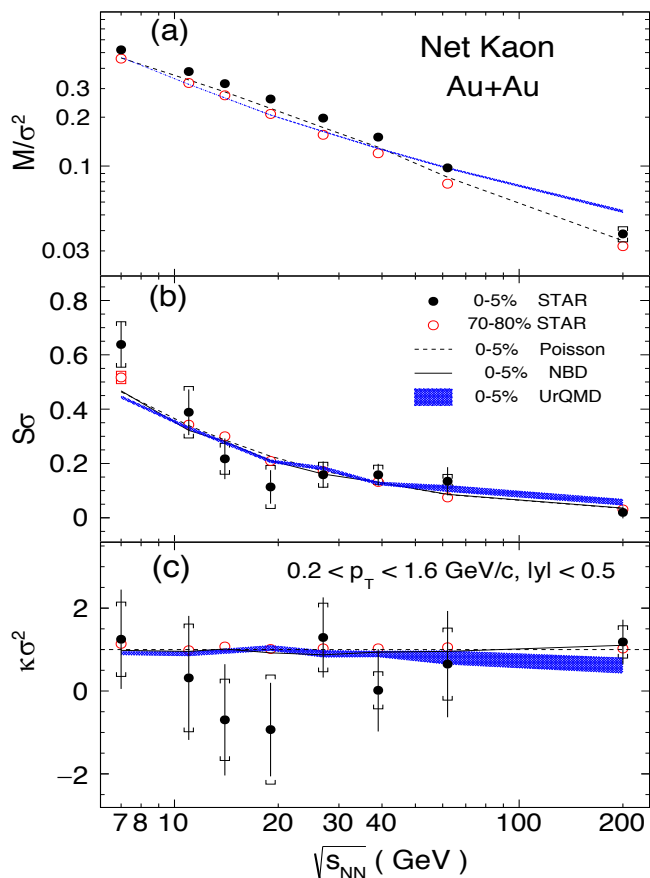 (a)
Net Kaon
Au+Au
M/σ²
0.3
0.2
0.1
0.03
(b)
0-5% STAR
70-80% STAR
0-5% Poisson
0-5% NBD
0-5% UrQMD
Sσ
0.8
0.6
0.4
0.2
0
(c)
0.2 < p_T < 1.6 GeV/c, |y| < 0.5
κσ²
2
1
0
−2
7 8 10 20 30 40 100 200
√s_NN ( GeV )